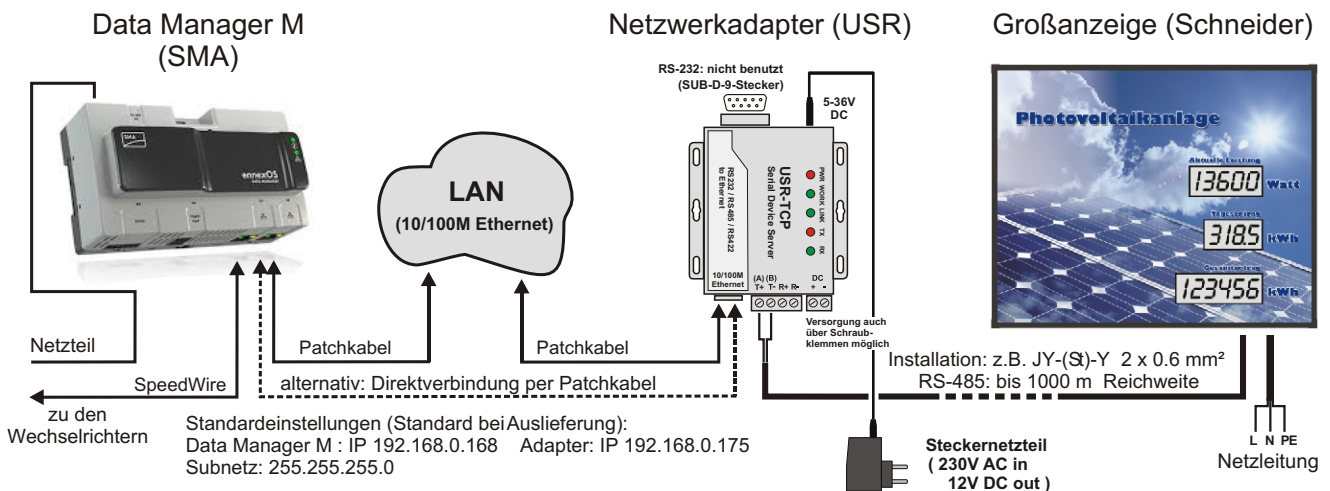 Data Manager M
(SMA)
Netzwerkadapter (USR)
Großanzeige (Schneider)
RS-232: nicht benutzt
(SUB-D-9-Stecker)
5-36V
DC
SMA
ennexOS
LAN
(10/100M Ethernet)
RS232 / RS485 / RS422
to Ethernet
USR-TCP
Serial Device Server
PWR WORK LINK TX RX
10/100M
Ethernet
(A) (B)
T+ T- R+ R-
DC
+ -
Versorgung auch
über Schraub-
klemmen möglich
Photovoltaikanlage
Aktuelle Leistung
13600 Watt
Tagesertrag
318.5 kWh
Gesamtertrag
123456 kWh
Netzteil
Patchkabel
Patchkabel
SpeedWire
alternativ: Direktverbindung per Patchkabel
zu den
Wechselrichtern
Standardeinstellungen (Standard bei Auslieferung):
Data Manager M : IP 192.168.0.168 Adapter: IP 192.168.0.175
Subnetz: 255.255.255.0
Installation: z.B. JY-(St)-Y 2 x 0.6 mm²
RS-485: bis 1000 m Reichweite
Steckernetzteil
( 230V AC in
12V DC out )
L N PE
Netzleitung